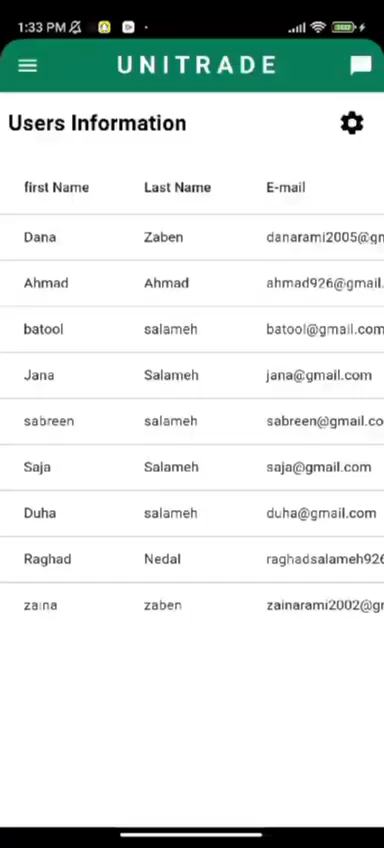 1:33 PM
UNITRADE
Users Information
first Name Last Name E-mail
Dana Zaben danarami2005@gm
Ahmad Ahmad ahmad926@gmail.
batool salameh batool@gmail.com
Jana Salameh jana@gmail.com
sabreen salameh sabreen@gmail.co
Saja Salameh saja@gmail.com
Duha salameh duha@gmail.com
Raghad Nedal raghadsalameh926
zaina zaben zainarami2002@gm